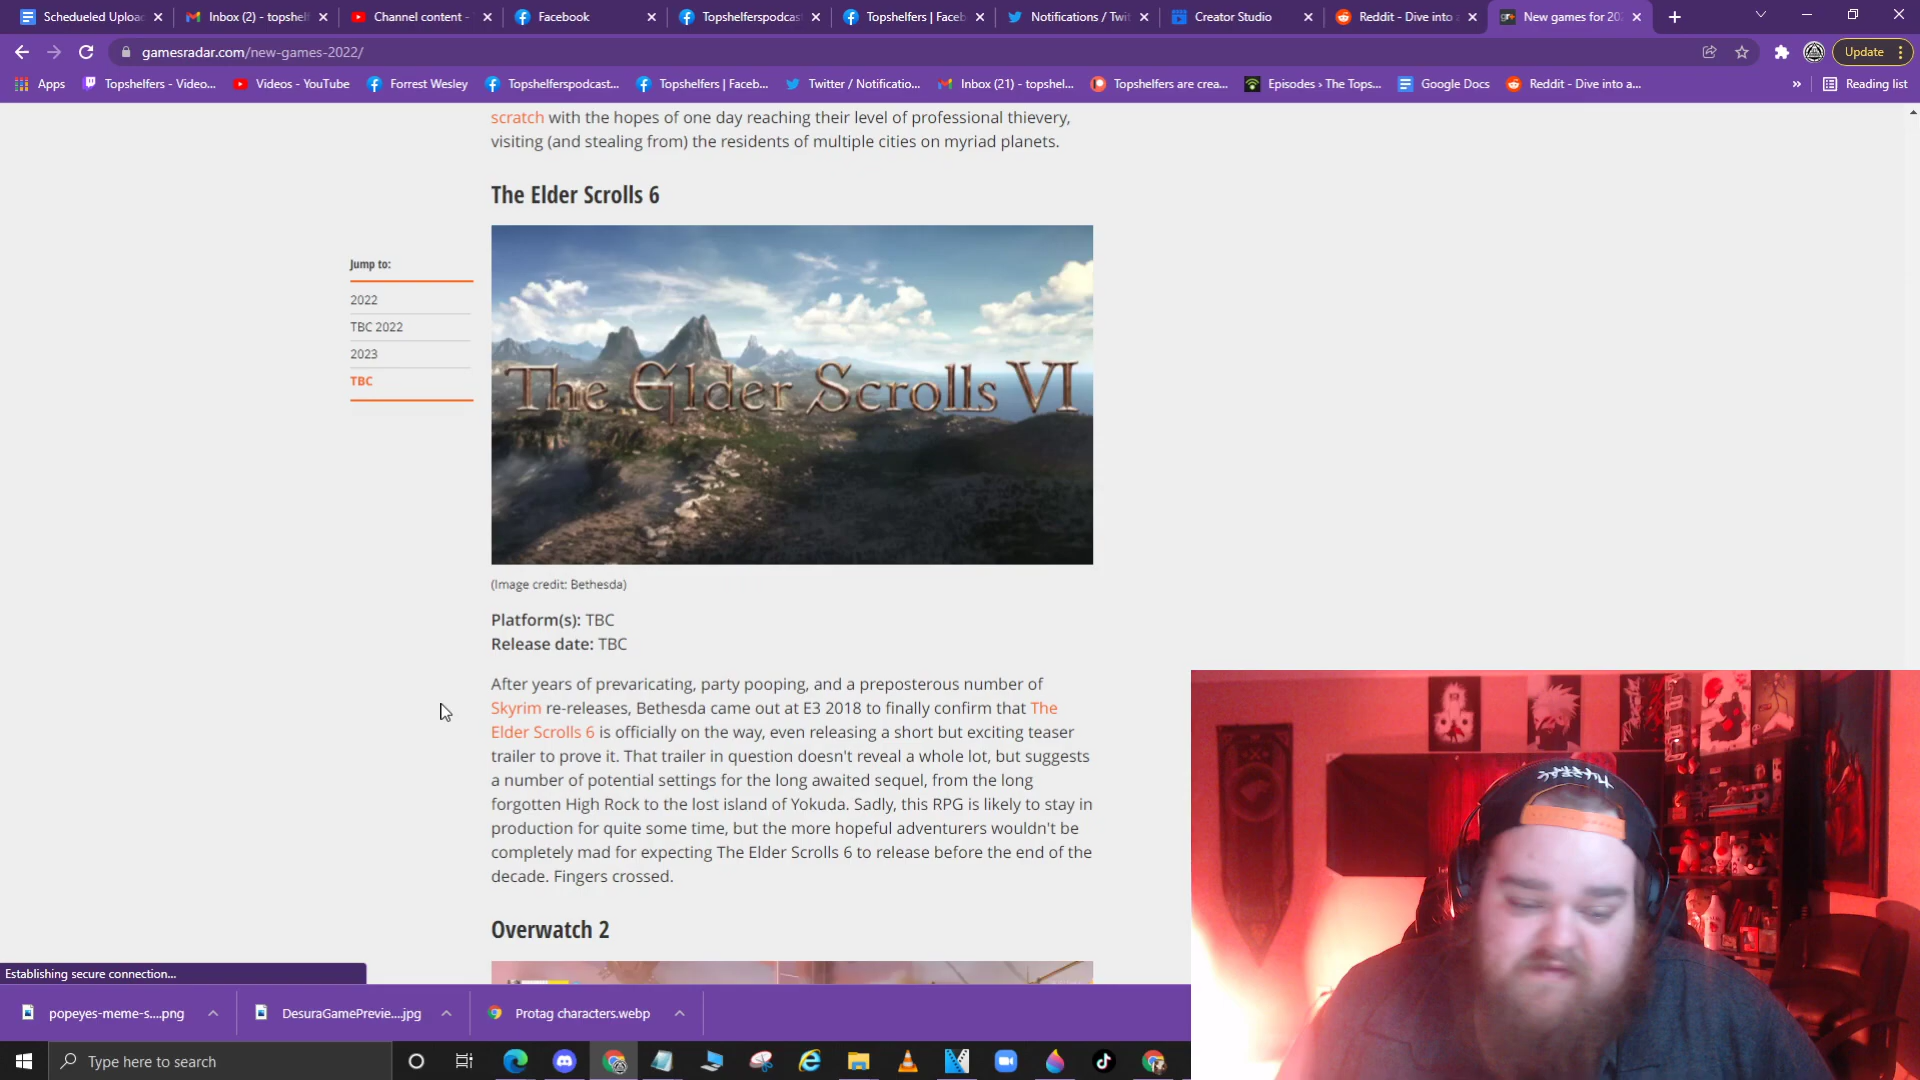 Schedueled Uploa
Inbox (2) - topshel
Channel content -
Facebook
Topshelferspodcas
Topshelfers | Faceb
Notifications / Twi
Creator Studio
Reddit - Dive into a
New games for 20
gamesradar.com/new-games-2022/
Update
Apps
Topshelfers - Video...
Videos - YouTube
Forrest Wesley
Topshelferspodcast...
Topshelfers | Faceb...
Twitter / Notificatio...
Inbox (21) - topshel...
Topshelfers are crea...
Episodes › The Tops...
Google Docs
Reddit - Dive into a...
»
Reading list
scratch with the hopes of one day reaching their level of professional thievery,
visiting (and stealing from) the residents of multiple cities on myriad planets.
The Elder Scrolls 6
Jump to:
2022
TBC 2022
2023
TBC
The Elder Scrolls VI
(Image credit: Bethesda)
Platform(s): TBC
Release date: TBC
After years of prevaricating, party pooping, and a preposterous number of
Skyrim re-releases, Bethesda came out at E3 2018 to finally confirm that The
Elder Scrolls 6 is officially on the way, even releasing a short but exciting teaser
trailer to prove it. That trailer in question doesn't reveal a whole lot, but suggests
a number of potential settings for the long awaited sequel, from the long
forgotten High Rock to the lost island of Yokuda. Sadly, this RPG is likely to stay in
production for quite some time, but the more hopeful adventurers wouldn't be
completely mad for expecting The Elder Scrolls 6 to release before the end of the
decade. Fingers crossed.
Overwatch 2
Establishing secure connection...
popeyes-meme-s....png
DesuraGamePrevie....jpg
Protag characters.webp
Type here to search